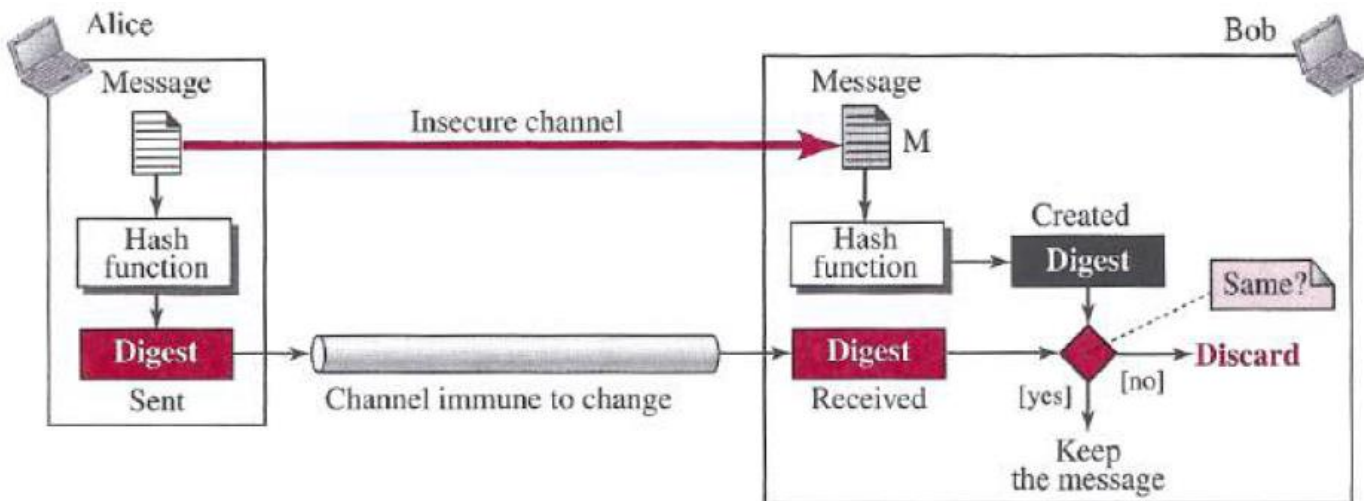 Alice
Bob
Message
Message
Insecure channel
M
Hash
function
Hash
function
Created
Digest
Same?
Digest
Digest
Discard
Sent
Channel immune to change
Received
[yes]
[no]
Keep
the message